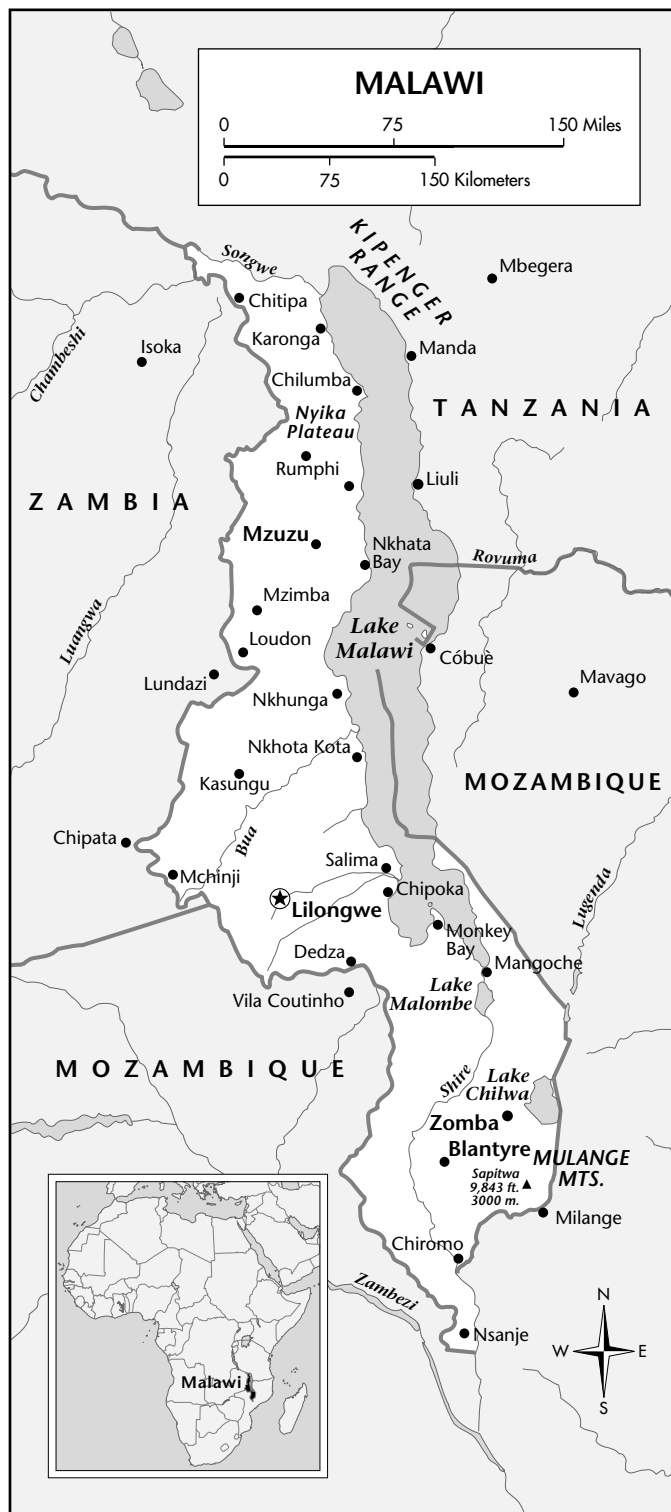 MALAWI
0 75 150 Miles
0 75 150 Kilometers
KIPENGER
RANGE
Songwe
Mbegera
Chitipa
Karonga
Chambeshi
Isoka
Manda
Chilumba
TANZANIA
Nyika
Plateau
Rumphi
Liuli
ZAMBIA
Mzuzu
Nkhata
Bay
Rovuma
Luangwa
Mzimba
Lake
Malawi
Loudon
Cóbuè
Lundazi
Mavago
Nkhunga
Nkhota Kota
Kasungu
MOZAMBIQUE
Bua
Chipata
Salima
Mchinji
Chipoka
Lugenda
Lilongwe
Monkey
Bay
Dedza
Mangoche
Lake
Malombe
Vila Coutinho
MOZAMBIQUE
Shire
Lake
Chilwa
Zomba
Blantyre
MULANGE
MTS.
Sapitwa
9,843 ft.
3000 m.
Milange
Chiromo
Zambezi
Nsanje
N
W E
S
Malawi